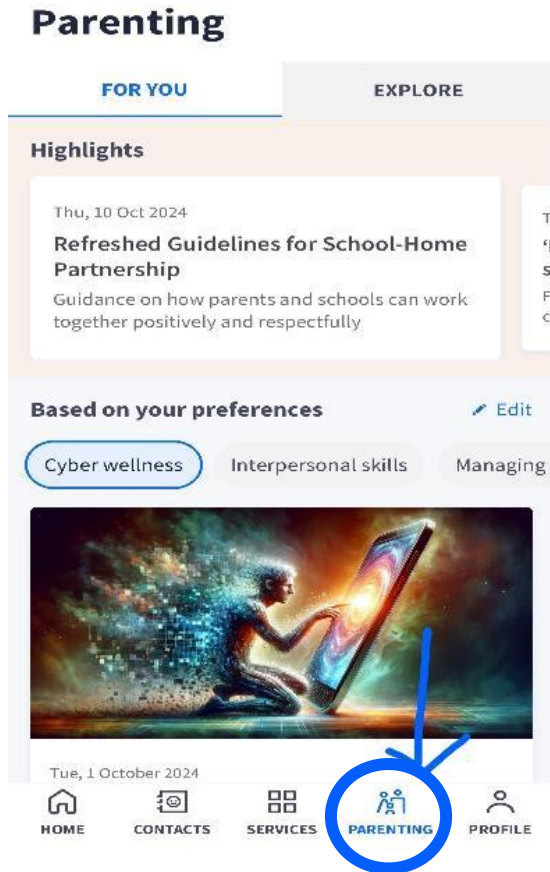 Parenting
FOR YOU
EXPLORE
Highlights
Thu, 10 Oct 2024
Refreshed Guidelines for School-Home
Partnership
Guidance on how parents and schools can work
together positively and respectfully
Based on your preferences
Edit
Cyber wellness
Interpersonal skills
Managing
Tue, 1 October 2024
HOME
CONTACTS
SERVICES
PARENTING
PROFILE